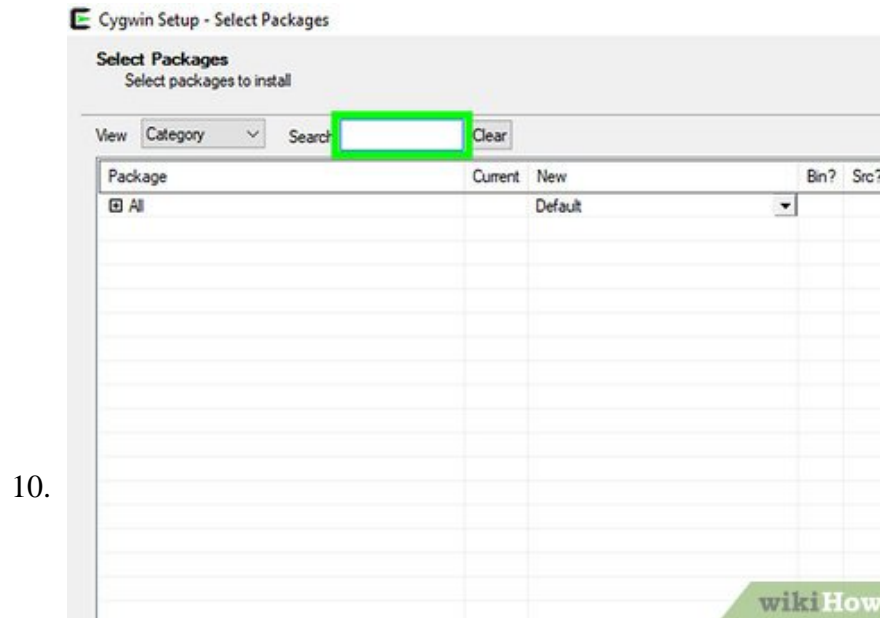 Cygwin Setup - Select Packages
Select Packages
Select packages to install
View Category Search Clear
Package Current New Bin? Src?
All Default
10.
wikiHow